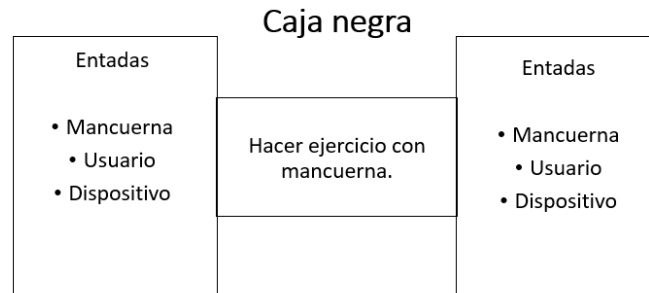 Caja negra
Entadas
• Mancuerna
• Usuario
• Dispositivo
Hacer ejercicio con
mancuerna.
Entadas
• Mancuerna
• Usuario
• Dispositivo